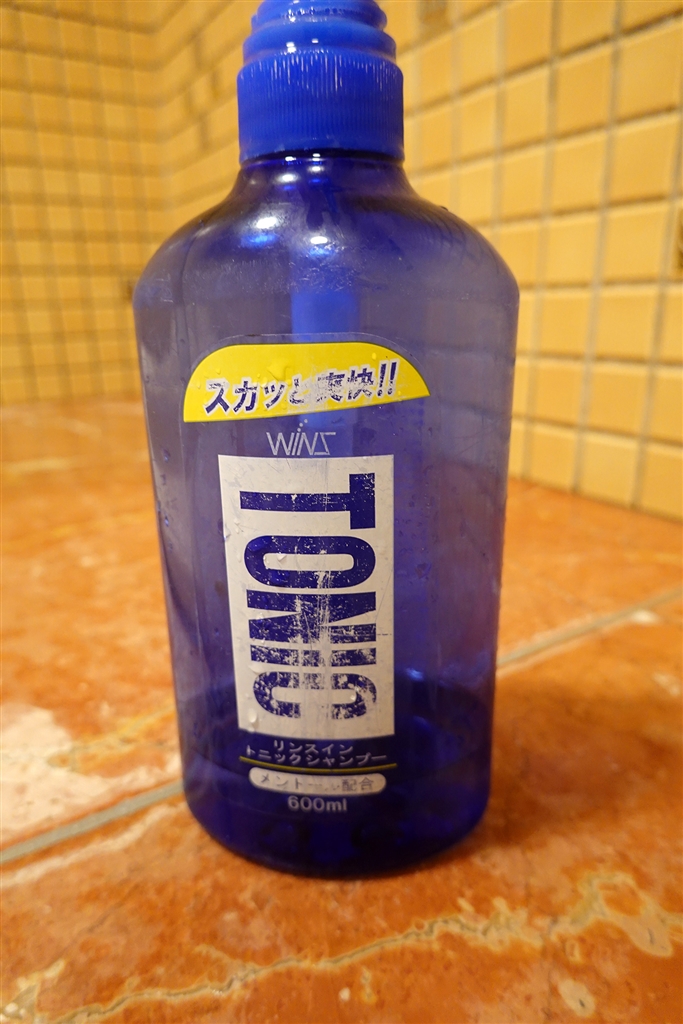 スカッと爽快!!
WINS
TONIC
リンスイン
トニックシャンプー
メントール配合
600ml